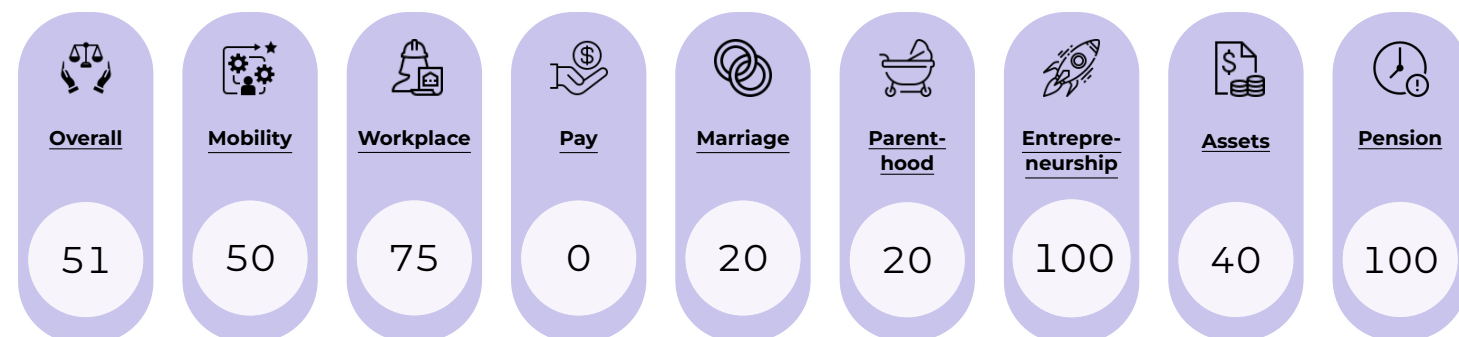 Overall
51
Mobility
50
Workplace
75
$
Pay
0
Marriage
20
Parent-
hood
20
Entrepre-
neurship
100
$
Assets
40
!
Pension
100